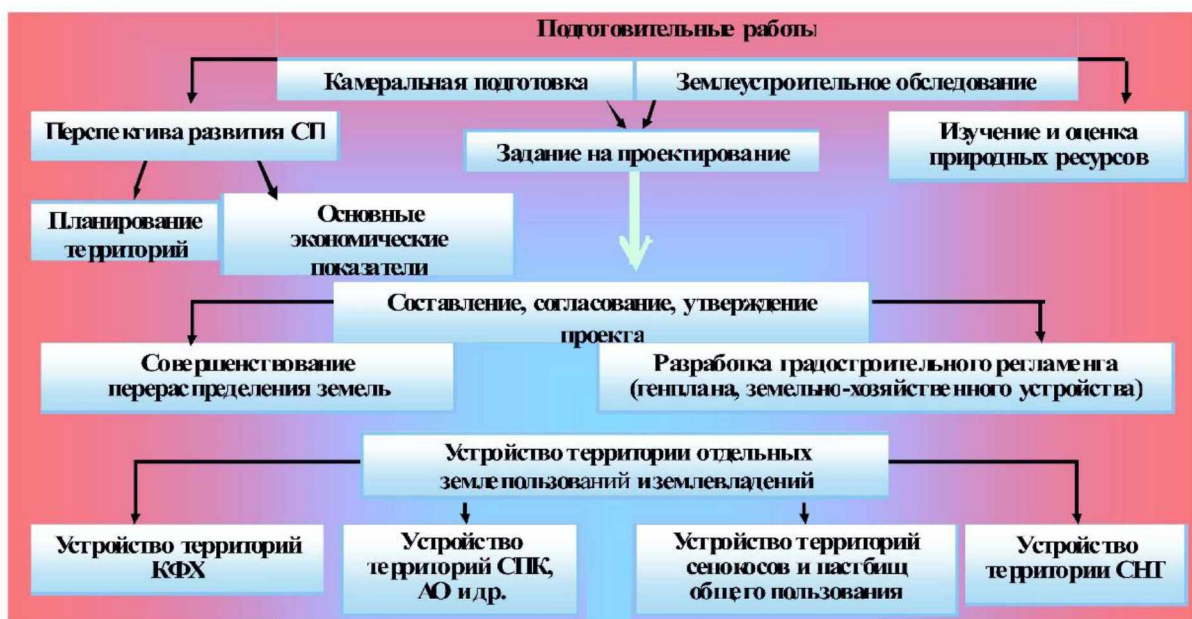 Подготовительные работы
Камеральная подготовка
Землеустроительное обследование
Перспектива развития СП
Задание на проектирование
Изучение и оценка
природных ресурсов
Планирование
территорий
Основные
экономические
показатели
Составление, согласование, утверждение
проекта
Совершенствование
перераспределения земель
Разработка градостроительного регламента
(генплана, земельно-хозяйственного устройства)
Устройство территории отдельных
землепользований и землевладений
Устройство территорий
КФХ
Устройство
территорий СПК,
АО и др.
Устройство территорий
сенокосов и пастбищ
общего пользования
Устройство
территории СНТ